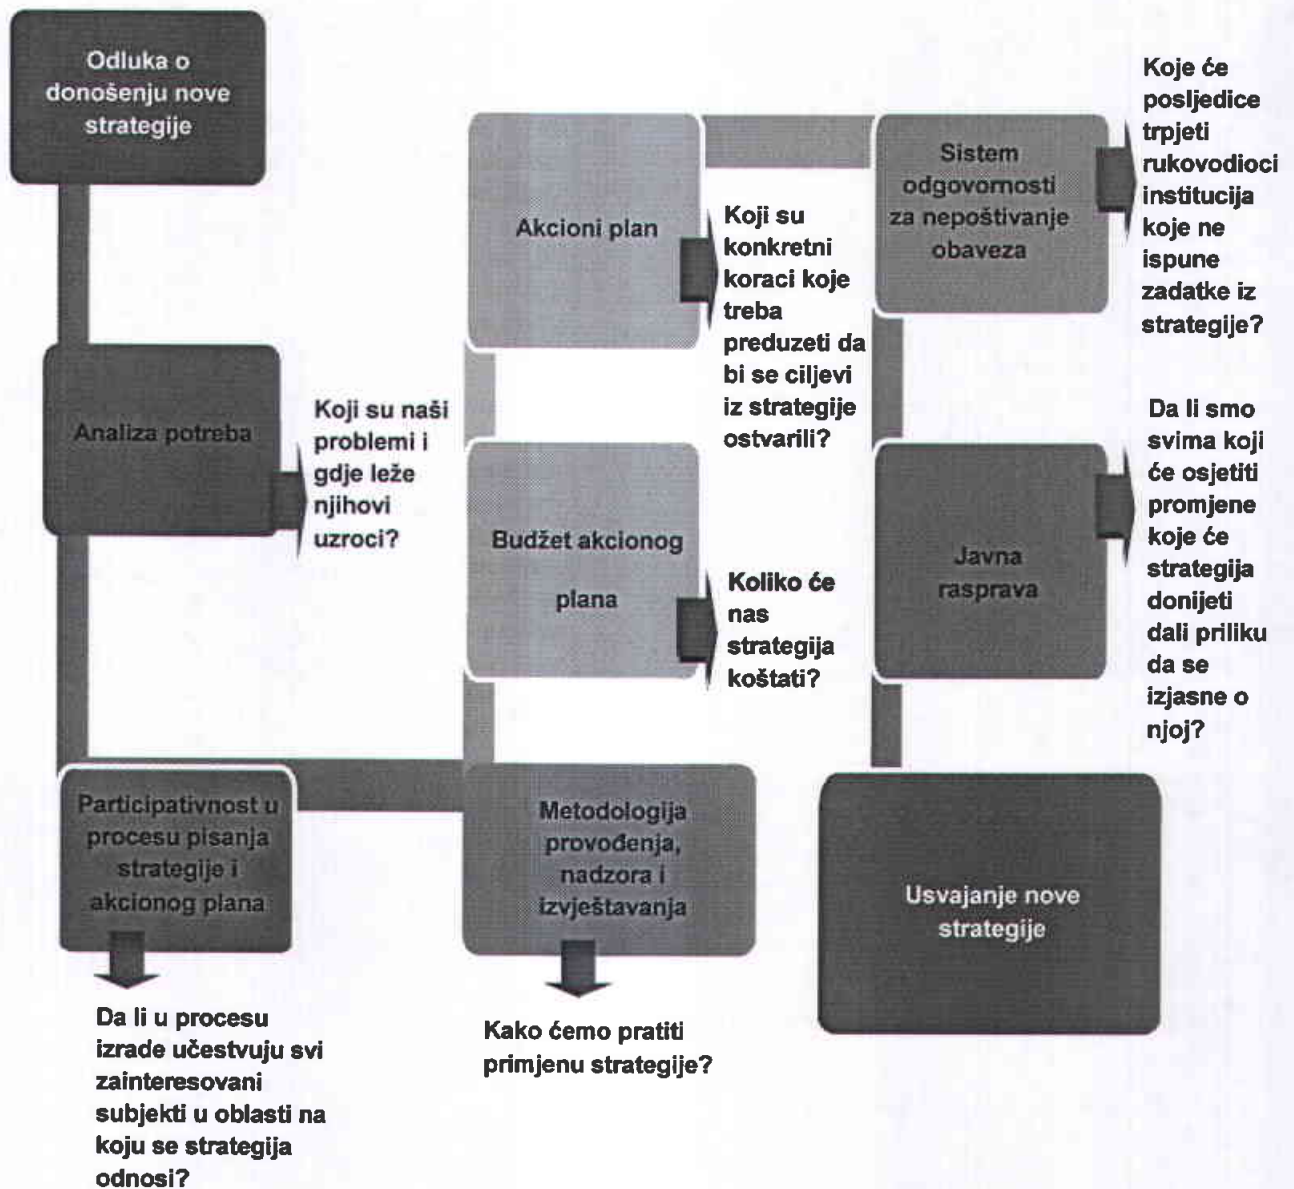 Odluka o
donošenju nove
strategije
Analiza potreba
Koji su naši
problemi i
gdje leže
njihovi
uzroci?
Participativnost u
procesu pisanja
strategije i
akcionog plana
Da li u procesu
izrade učestvuju svi
zainteresovani
subjekti u oblasti na
koju se strategija
odnosi?
Metodologija
provođenja,
nadzora i
izvještavanja
Kako ćemo pratiti
primjenu strategije?
Budžet akcionog
plana
Koliko će
nas
strategija
koštati?
Akcioni plan
Koji su
konkretni
koraci koje
treba
preduzeti da
bi se ciljevi
iz strategije
ostvarili?
Sistem
odgovornosti
za nepoštivanje
obaveza
Koje će
posljedice
trpjeti
rukovodioci
institucija
koje ne
ispune
zadatke iz
strategije?
Javna
rasprava
Da li smo
svima koji
će osjetiti
promjene
koje će
strategija
donijeti
dali priliku
da se
izjasne o
njoj?
Usvajanje nove
strategije